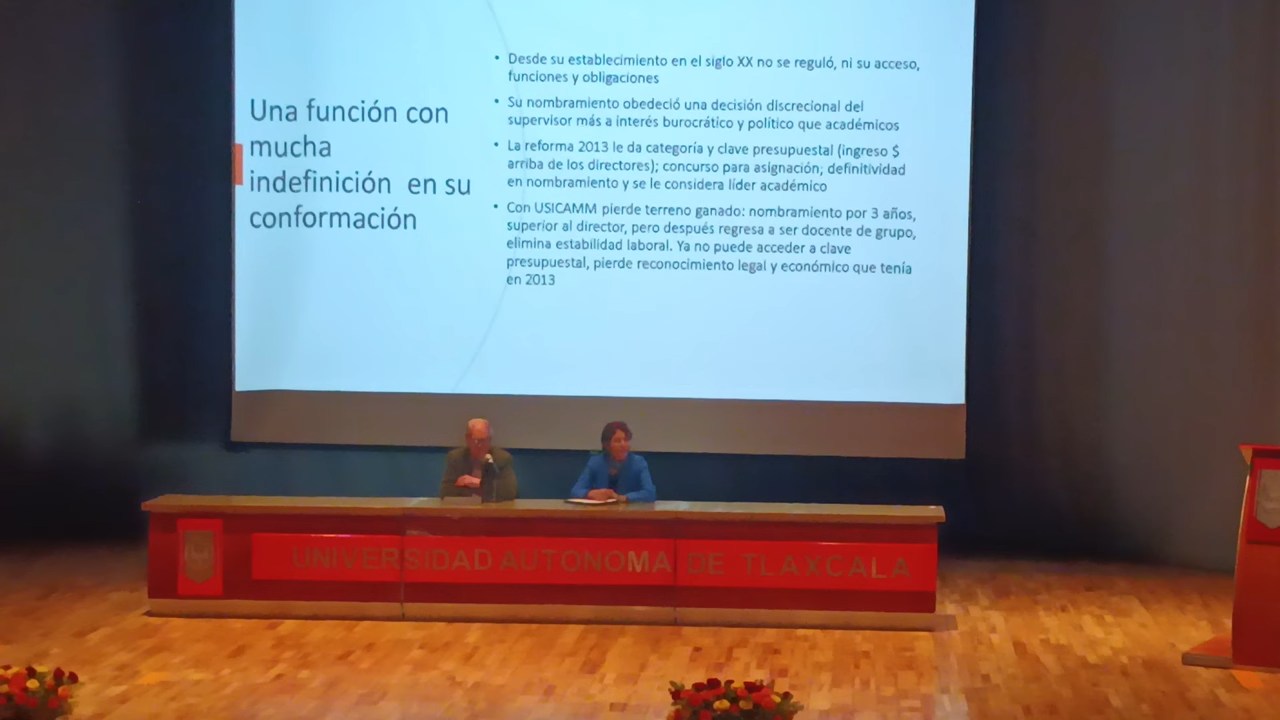 Una función con
mucha
indefinición en su
conformación
• Desde su establecimiento en el siglo XX no se reguló, ni su acceso,
funciones y obligaciones
• Su nombramiento obedeció una decisión discrecional del
supervisor más a interés burocrático y político que académicos
• La reforma 2013 le da categoría y clave presupuestal (ingreso $
arriba de los directores); concurso para asignación; definitividad
en nombramiento y se le considera líder académico
• Con USICAMM pierde terreno ganado: nombramiento por 3 años,
superior al director, pero después regresa a ser docente de grupo,
elimina estabilidad laboral. Ya no puede acceder a clave
presupuestal, pierde reconocimiento legal y económico que tenía
en 2013
UNIVERSIDAD AUTONOMA DE TLAXCALA